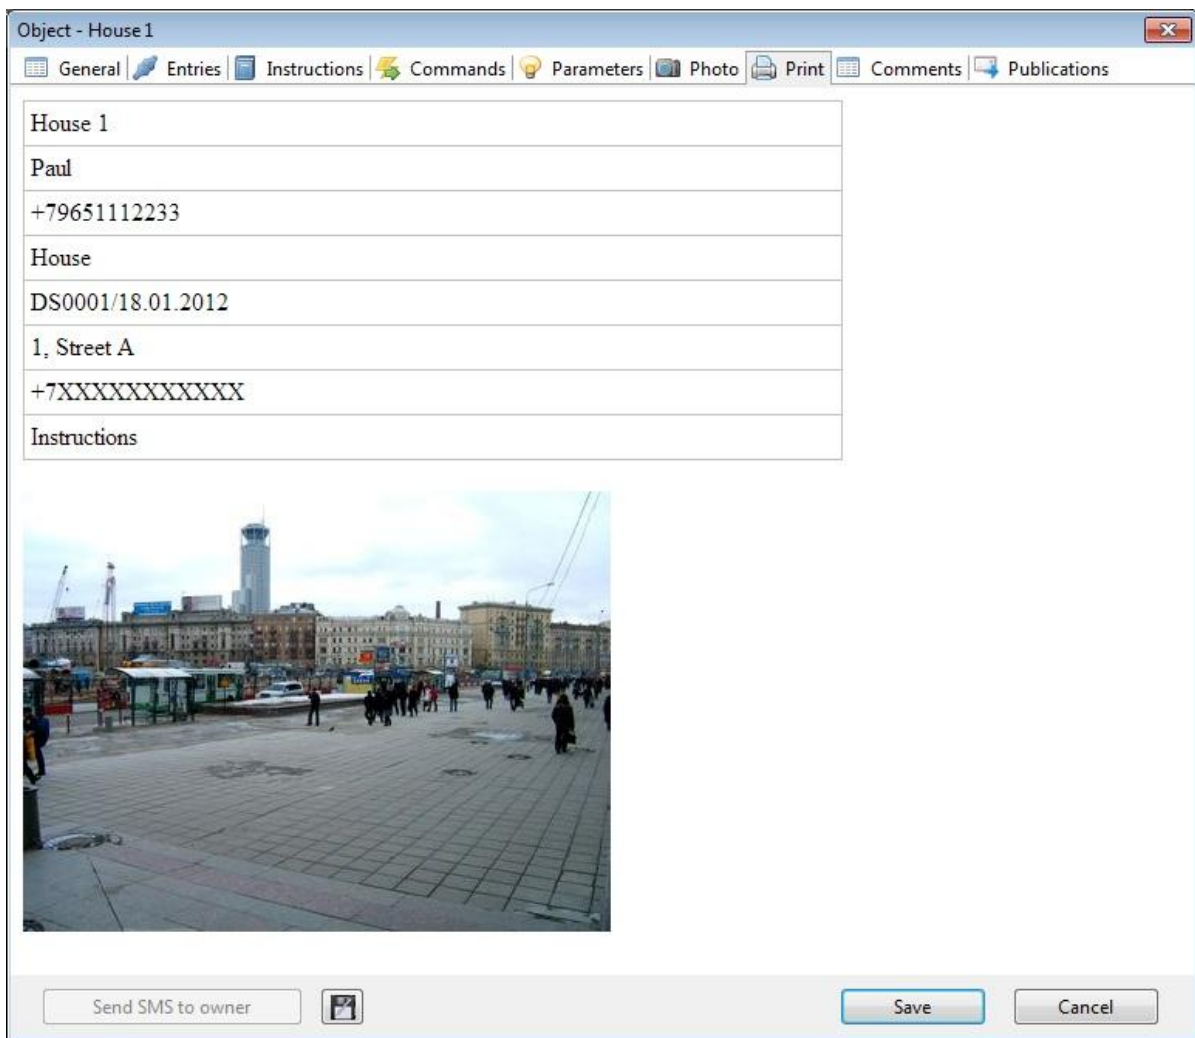 Object - House 1
General Entries Instructions Commands Parameters Photo Print Comments Publications
House 1
Paul
+79651112233
House
DS0001/18.01.2012
1, Street A
+7XXXXXXXXXXX
Instructions
Send SMS to owner Save Cancel